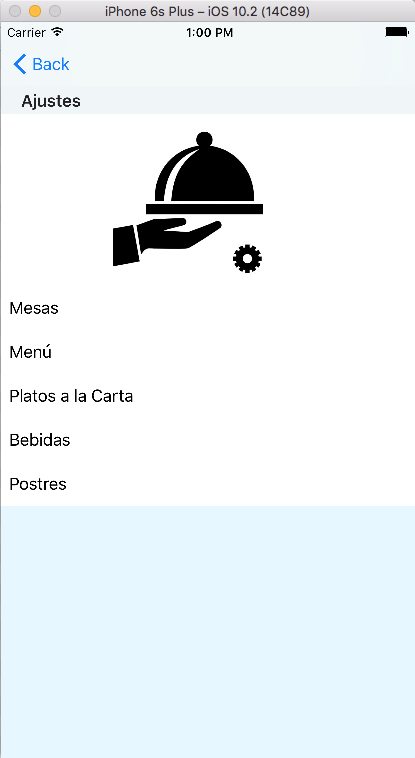 iPhone 6s Plus – iOS 10.2 (14C89)
Carrier 1:00 PM
Back
Ajustes
Mesas
Menú
Platos a la Carta
Bebidas
Postres